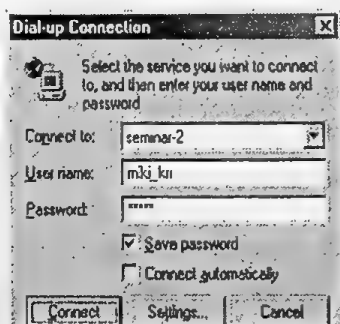 Dial-up Connection
Select the service you want to connect
to, and then enter your user name and
password
Connect to: seminar-2
User name:
Password: *****
Save password
Connect automatically
Connect Settings... Cancel